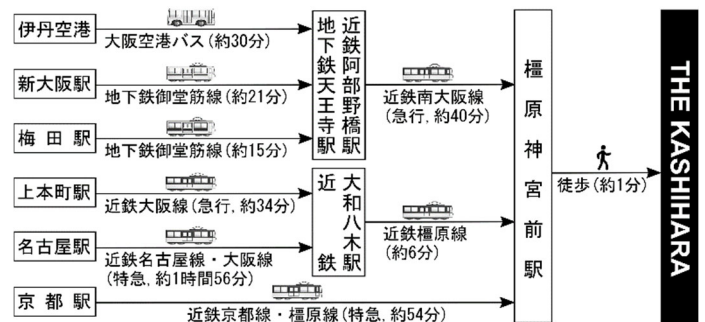 伊丹空港
大阪空港バス(約30分)
新大阪駅
地下鉄御堂筋線(約21分)
梅田駅
地下鉄御堂筋線(約15分)
近鉄阿部野橋駅
地下鉄天王寺駅
近鉄南大阪線
(急行,約40分)
上本町駅
近鉄大阪線(急行,約34分)
名古屋駅
近鉄名古屋線・大阪線
(特急,約1時間56分)
大和八木駅
近鉄
近鉄橿原線
(約6分)
京都駅
近鉄京都線・橿原線(特急,約54分)
橿原神宮前駅
徒歩(約1分)
THE KASHIHARA